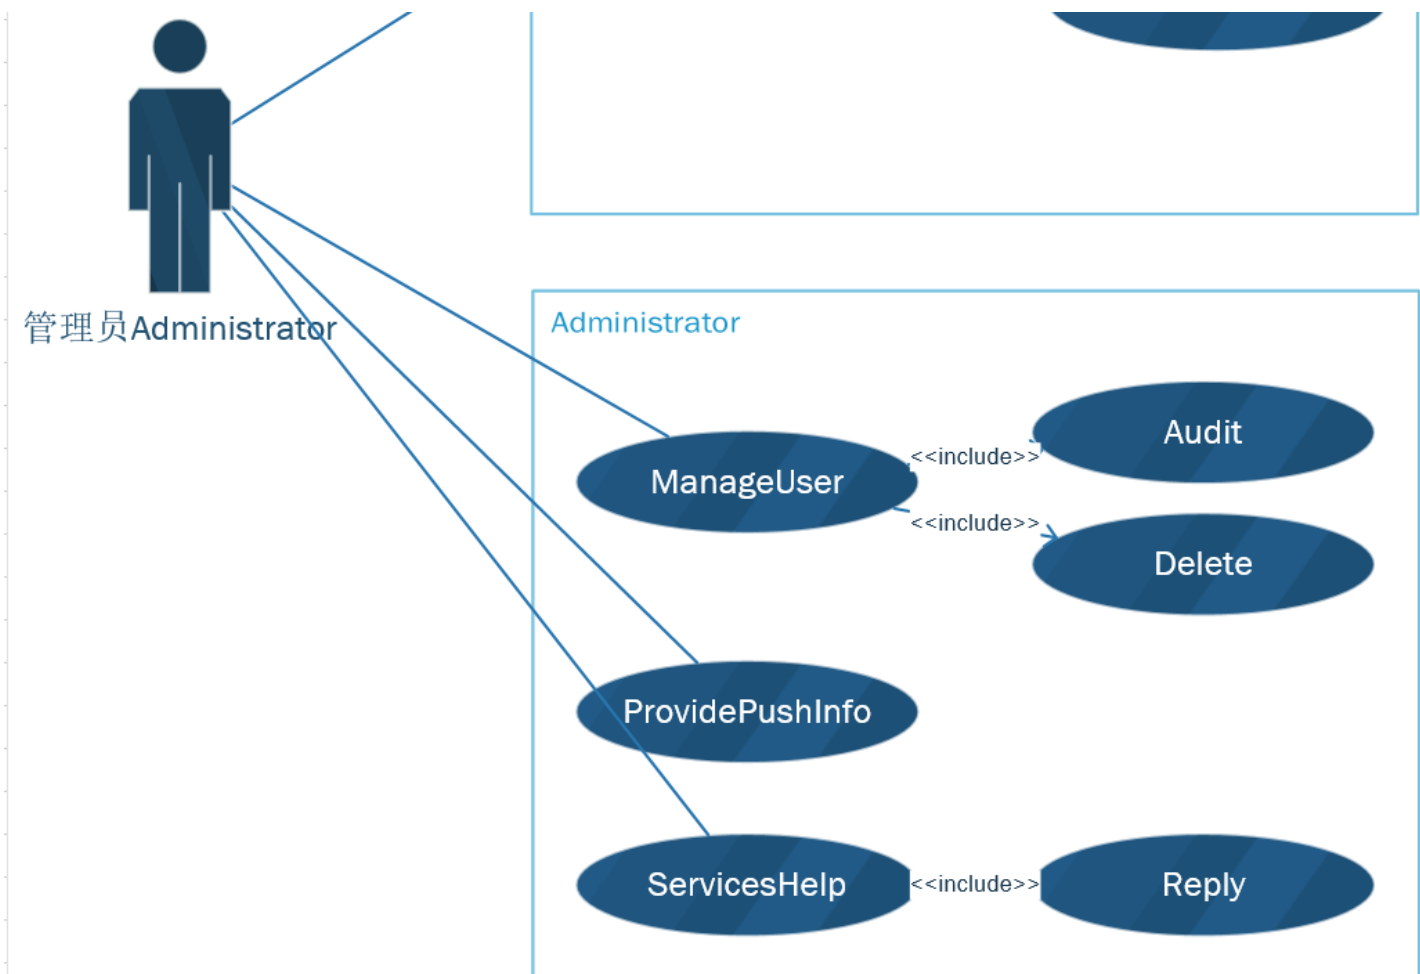 管理员Administrator
Administrator
ManageUser
<<include>>
Audit
<<include>>
Delete
ProvidePushInfo
ServicesHelp
<<include>>
Reply